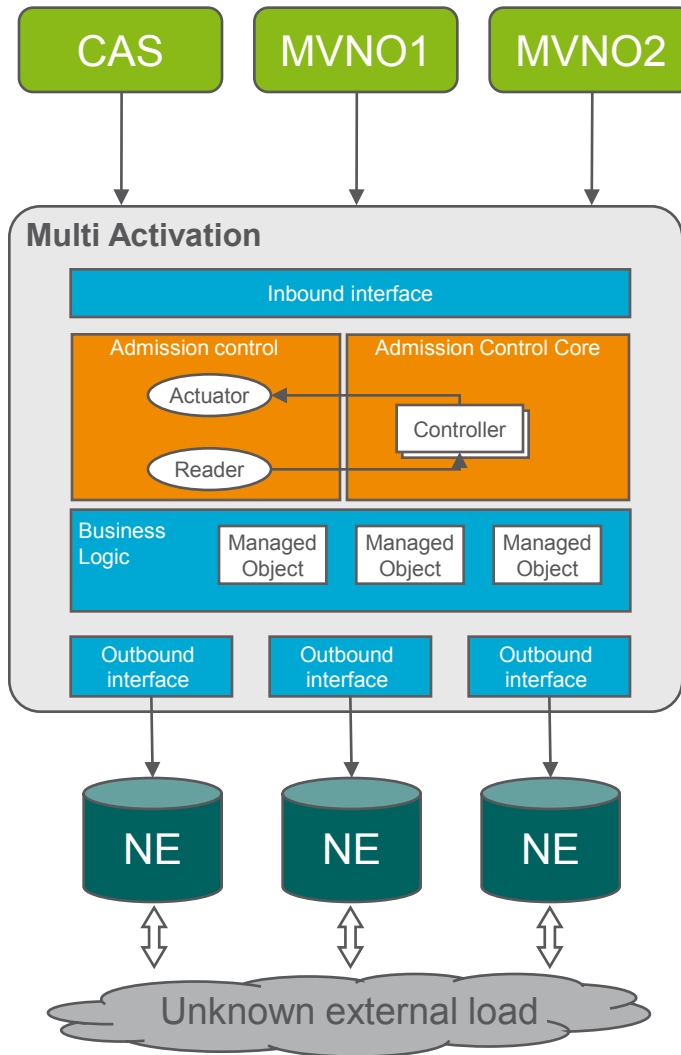 CAS
MVNO1
MVNO2
Multi Activation
Inbound interface
Admission control
Admission Control Core
Actuator
Controller
Reader
Business
Logic
Managed
Object
Managed
Object
Managed
Object
Outbound
interface
Outbound
interface
Outbound
interface
NE
NE
NE
Unknown external load